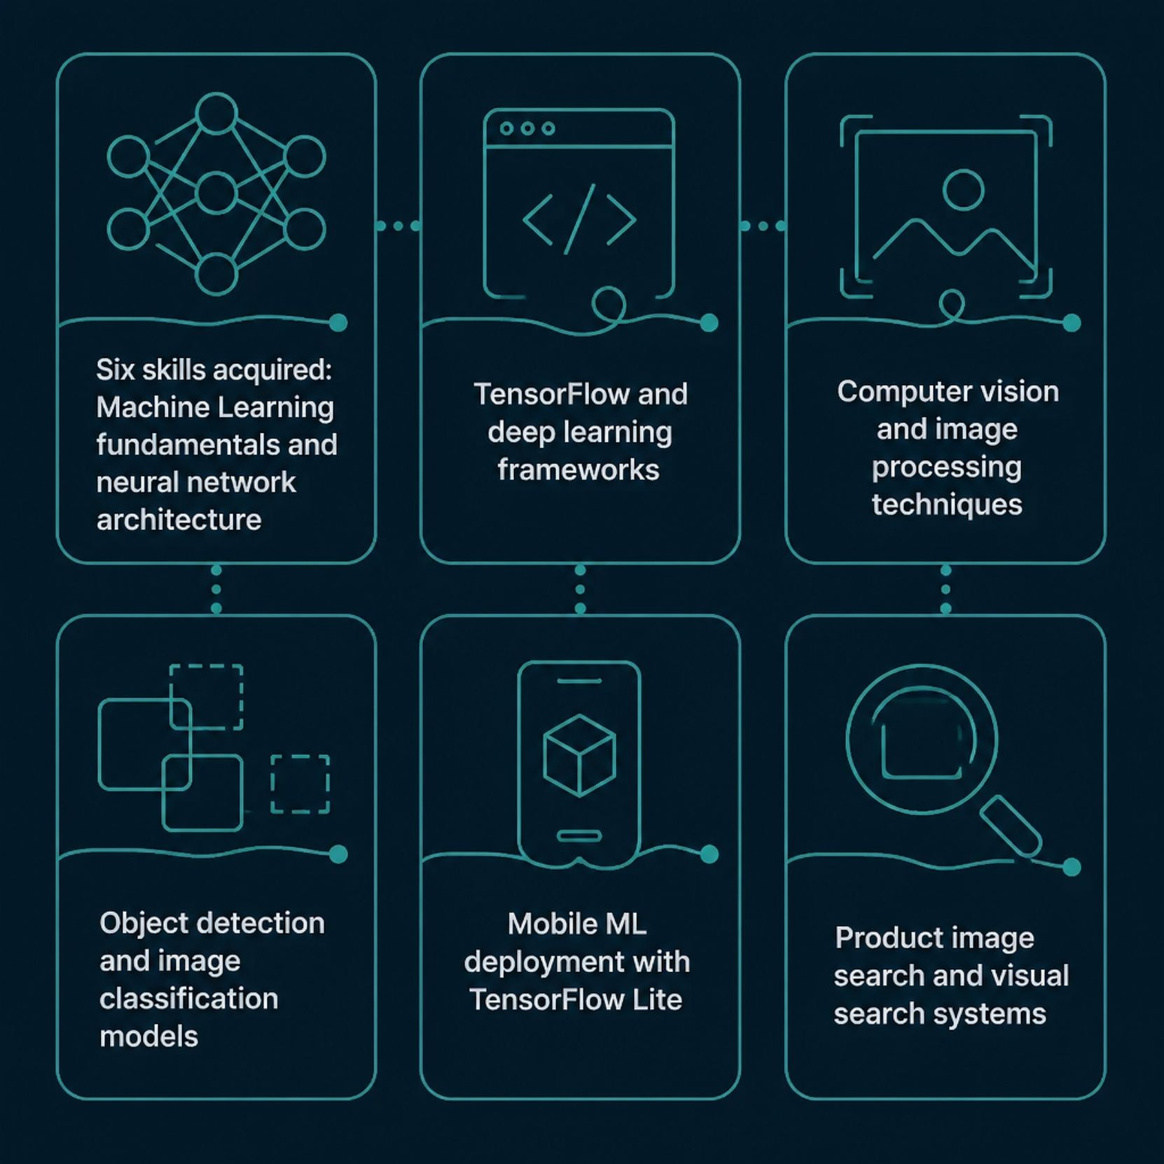 Six skills acquired:
Machine Learning
fundamentals and
neural network
architecture
TensorFlow and
deep learning
frameworks
Computer vision
and image
processing
techniques
Object detection
and image
classification
models
Mobile ML
deployment with
TensorFlow Lite
Product image
search and visual
search systems